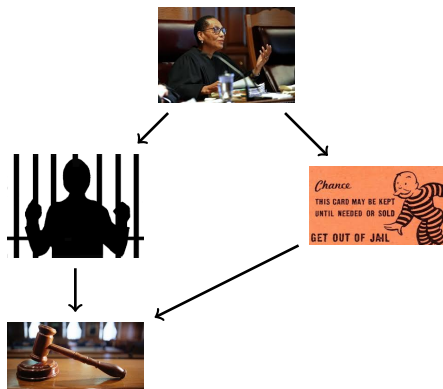 Chance
THIS CARD MAY BE KEPT
UNTIL NEEDED OR SOLD
GET OUT OF JAIL